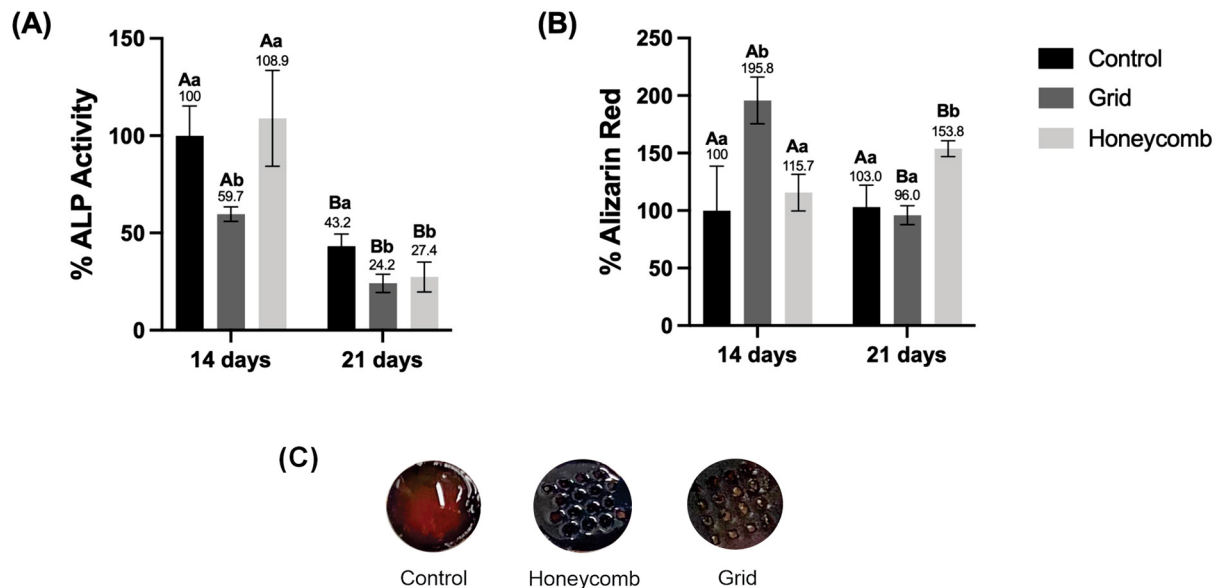 (A)
% ALP Activity
150
100
50
0
Aa
100
Ab
59.7
Aa
108.9
Ba
43.2
Bb
24.2
Bb
27.4
14 days
21 days
(B)
% Alizarin Red
250
200
150
100
50
0
Aa
100
Ab
195.8
Aa
115.7
Aa
103.0
Ba
96.0
Bb
153.8
14 days
21 days
Control
Grid
Honeycomb
(C)
Control
Honeycomb
Grid